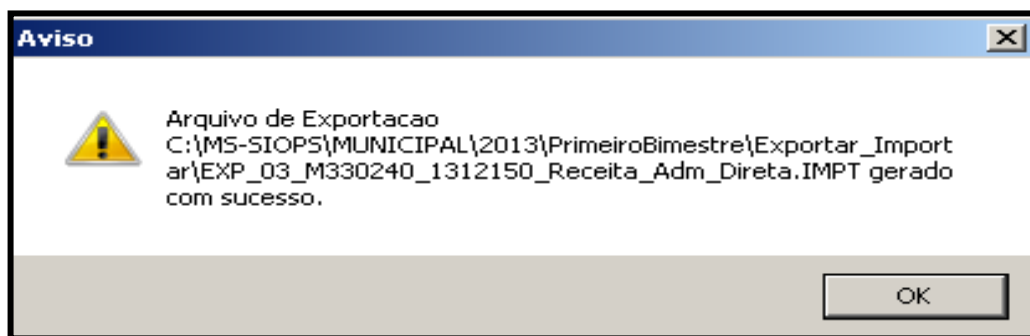 Aviso
Arquivo de Exportacao
C:\MS-SIOPS\MUNICIPAL\2013\PrimeiroBimestre\Exportar_Import
ar\EXP_03_M330240_1312150_Receita_Adm_Direta.IMPT gerado
com sucesso.
OK